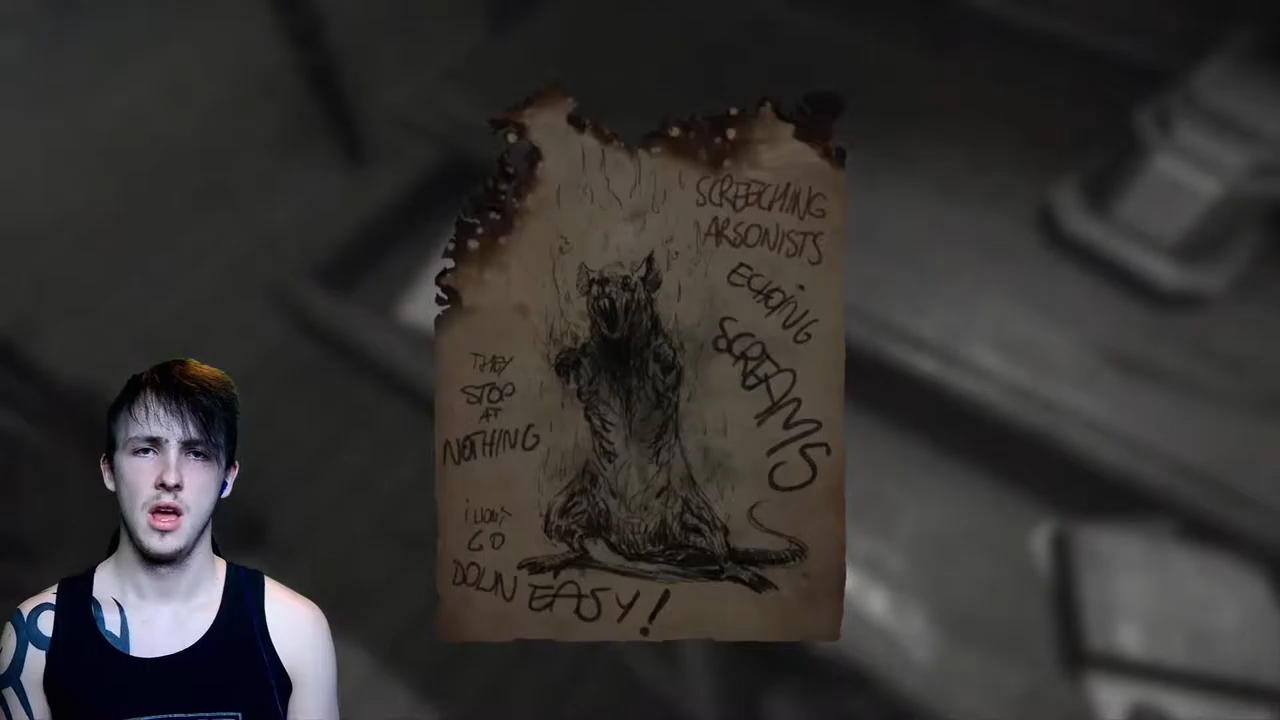 SCREECHING
ARSONISTS
ECHOING
SCREAMS
THEY
STOP
AT
NOTHING
i WON'T
GO
DOWN EASY!